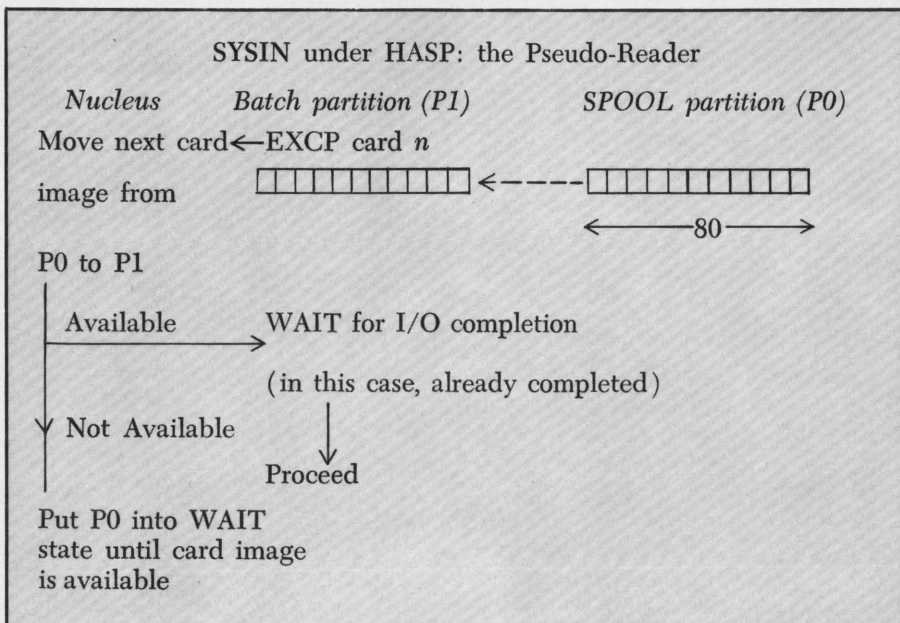 SYSIN under HASP: the Pseudo-Reader
Nucleus Batch partition (P1) SPOOL partition (P0)
Move next card EXCP card n
image from
80
P0 to P1
Available WAIT for I/O completion
(in this case, already completed)
Not Available
Proceed
Put P0 into WAIT
state until card image
is available